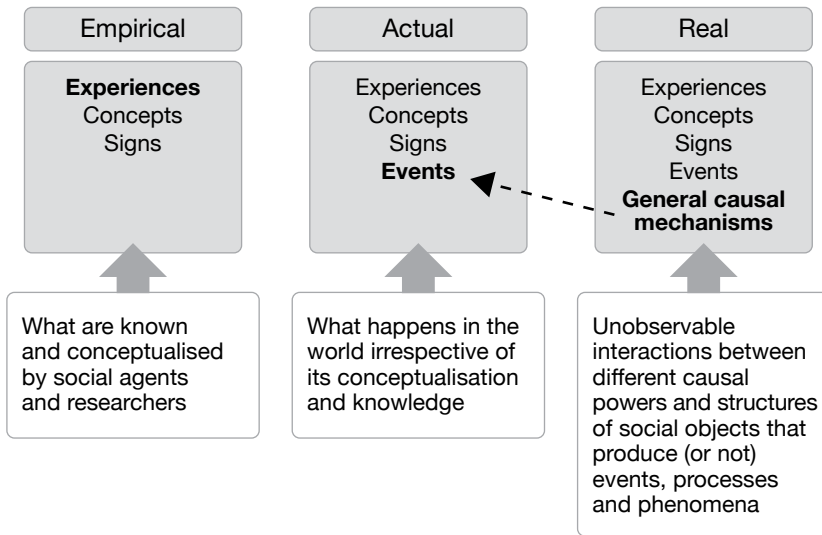 Empirical
Experiences
Concepts
Signs
What are known
and conceptualised
by social agents
and researchers
Actual
Experiences
Concepts
Signs
Events
What happens in the
world irrespective of
its conceptualisation
and knowledge
Real
Experiences
Concepts
Signs
Events
General causal
mechanisms
Unobservable
interactions between
different causal
powers and structures
of social objects that
produce (or not)
events, processes
and phenomena